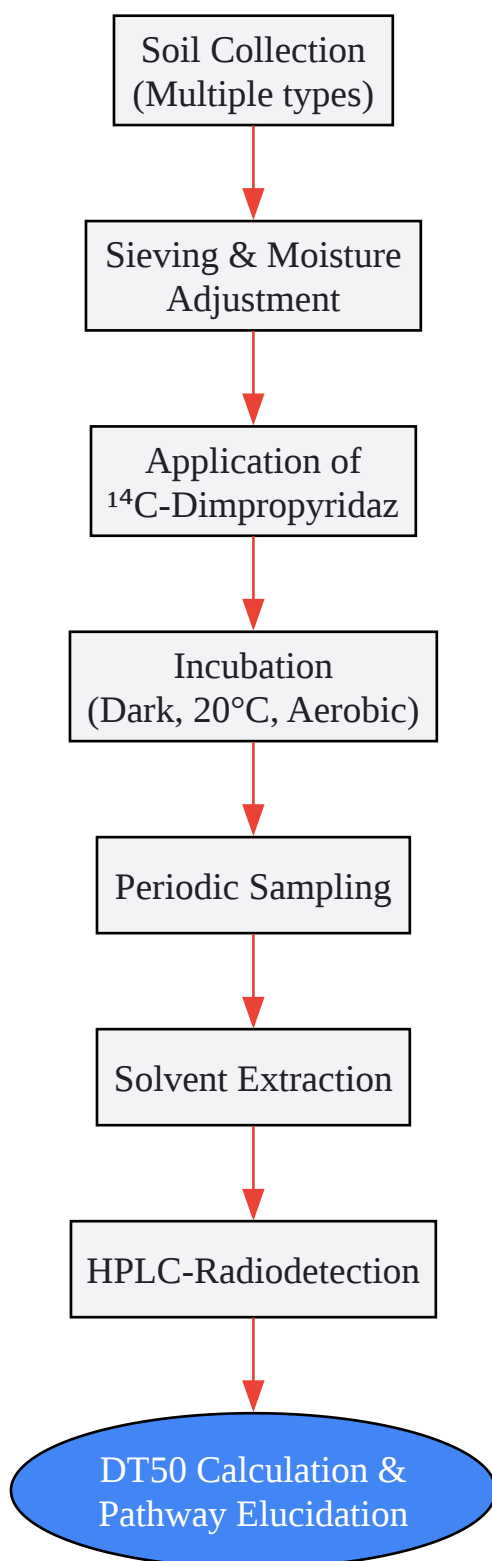 Soil Collection
(Multiple types)
Sieving & Moisture
Adjustment
Application of
¹⁴C-Dimpropyridaz
Incubation
(Dark, 20°C, Aerobic)
Periodic Sampling
Solvent Extraction
HPLC-Radiodetection
DT50 Calculation &
Pathway Elucidation